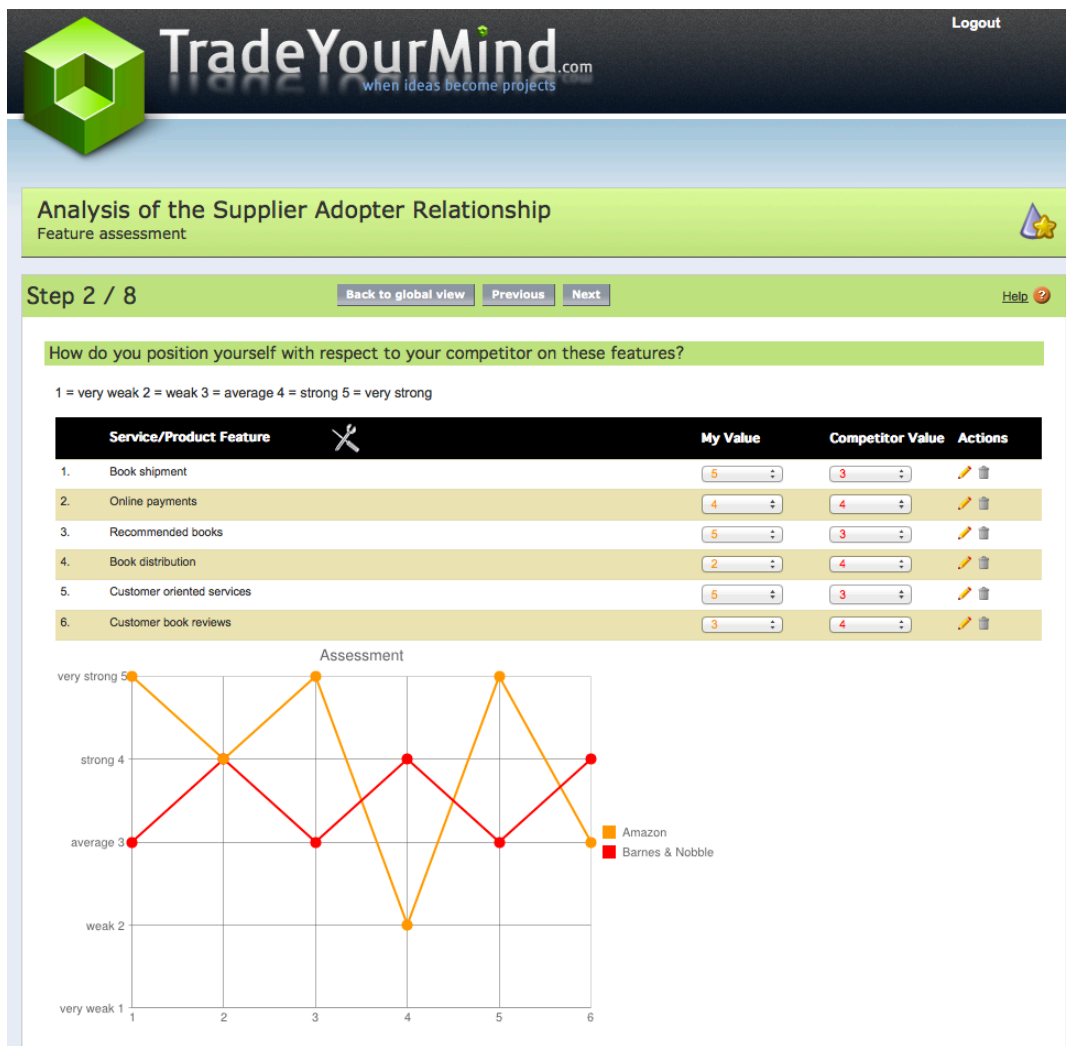 Logout
TradeYourMind.com
when ideas become projects
Analysis of the Supplier Adopter Relationship
Feature assessment
Step 2 / 8 Back to global view Previous Next Help ?
How do you position yourself with respect to your competitor on these features?
1 = very weak 2 = weak 3 = average 4 = strong 5 = very strong
Service/Product Feature My Value Competitor Value Actions
1. Book shipment 5 3
2. Online payments 4 4
3. Recommended books 5 3
4. Book distribution 2 4
5. Customer oriented services 5 3
6. Customer book reviews 3 4
Assessment
very strong 5
strong 4
average 3
weak 2
very weak 1
Amazon
Barnes & Nobble
1 2 3 4 5 6